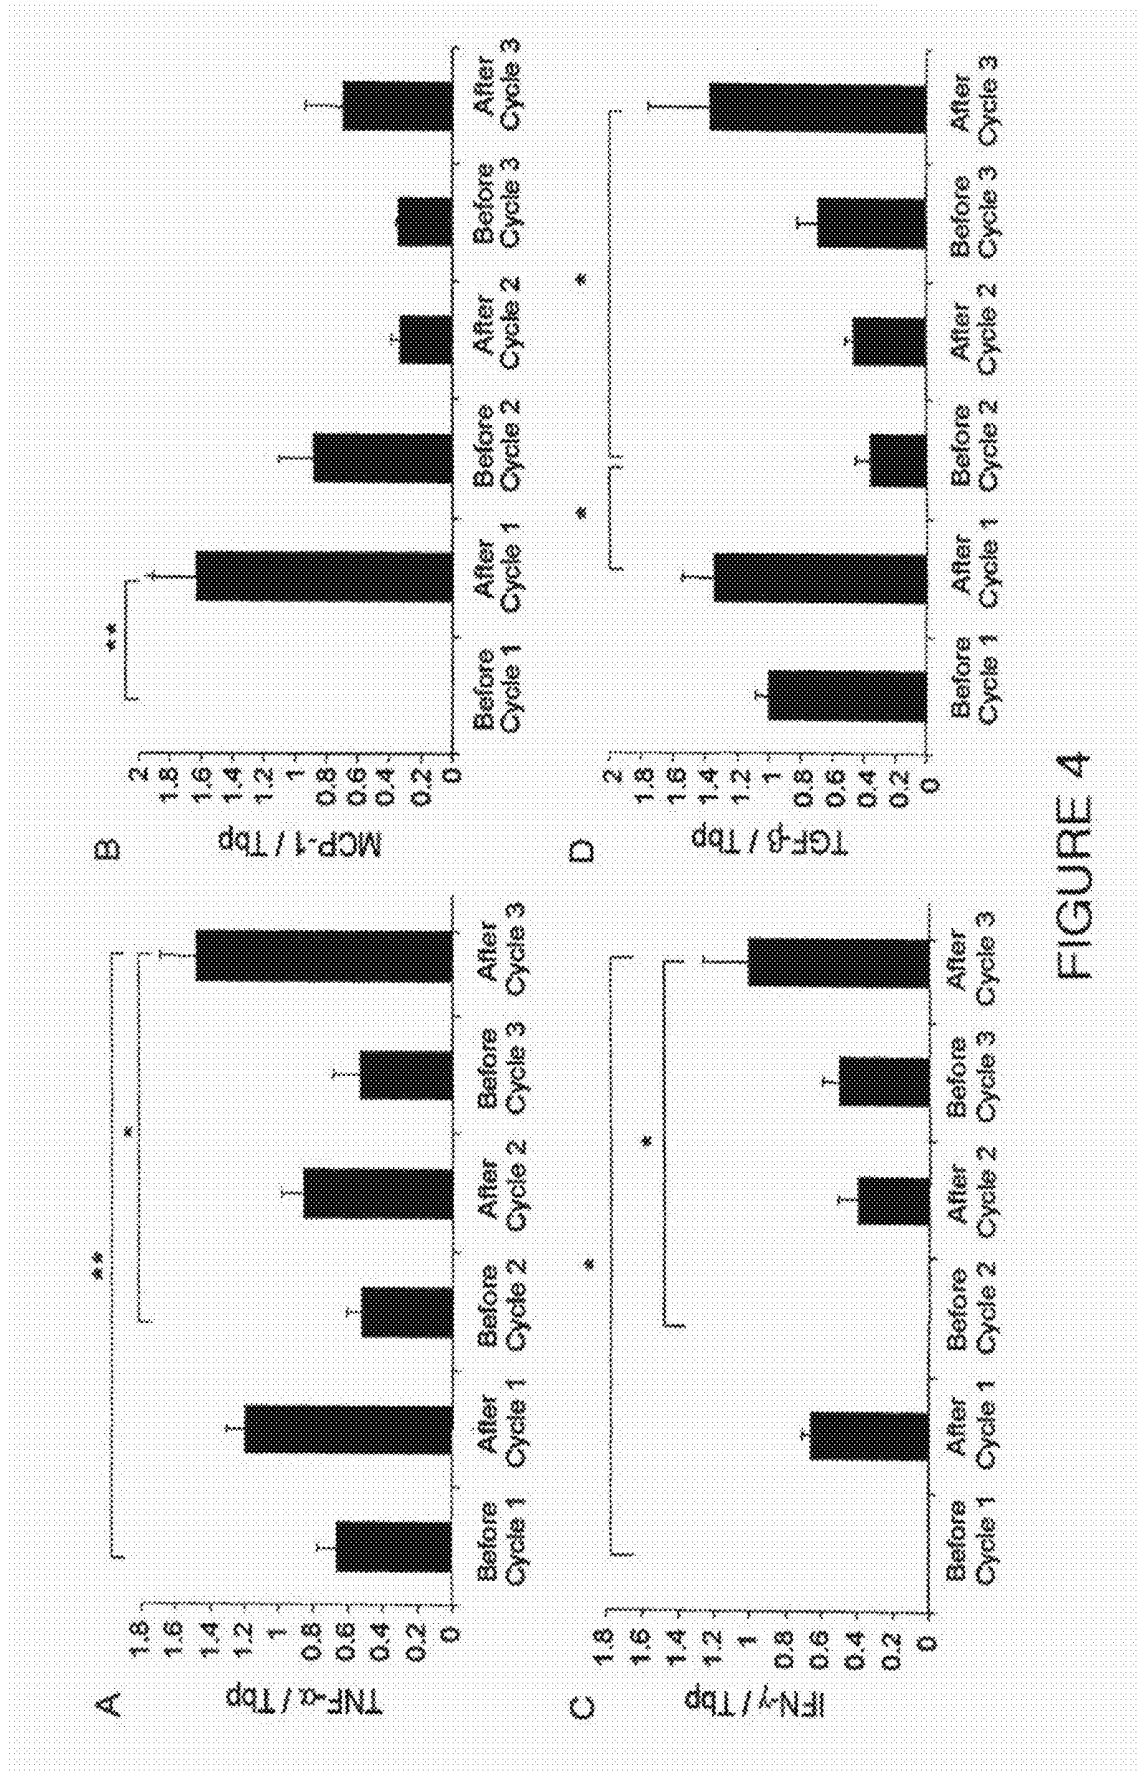 A
TNF-α / Tbp
1.8
1.6
1.4
1.2
1
0.8
0.6
0.4
0.2
0
**
*
Before After Before After Before After
Cycle 1 Cycle 1 Cycle 2 Cycle 2 Cycle 3 Cycle 3
B
MCP-1 / Tbp
2
1.8
1.6
1.4
1.2
1
0.8
0.6
0.4
0.2
0
**
Before After Before After Before After
Cycle 1 Cycle 1 Cycle 2 Cycle 2 Cycle 3 Cycle 3
C
IFN-γ / Tbp
1.8
1.6
1.4
1.2
1
0.8
0.6
0.4
0.2
0
*
*
Before After Before After Before After
Cycle 1 Cycle 1 Cycle 2 Cycle 2 Cycle 3 Cycle 3
D
TGF-β / Tbp
2
1.8
1.6
1.4
1.2
1
0.8
0.6
0.4
0.2
0
*
*
Before After Before After Before After
Cycle 1 Cycle 1 Cycle 2 Cycle 2 Cycle 3 Cycle 3
FIGURE 4